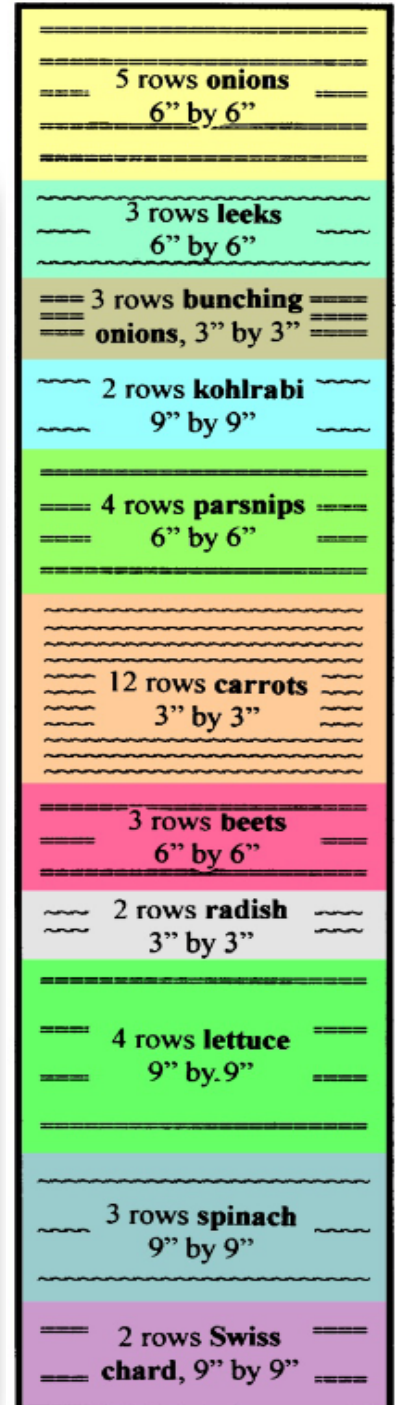 5 rows onions
6” by 6”
3 rows leeks
6” by 6”
3 rows bunching
onions, 3” by 3”
2 rows kohlrabi
9” by 9”
4 rows parsnips
6” by 6”
12 rows carrots
3” by 3”
3 rows beets
6” by 6”
2 rows radish
3” by 3”
4 rows lettuce
9” by 9”
3 rows spinach
9” by 9”
2 rows Swiss
chard, 9” by 9”